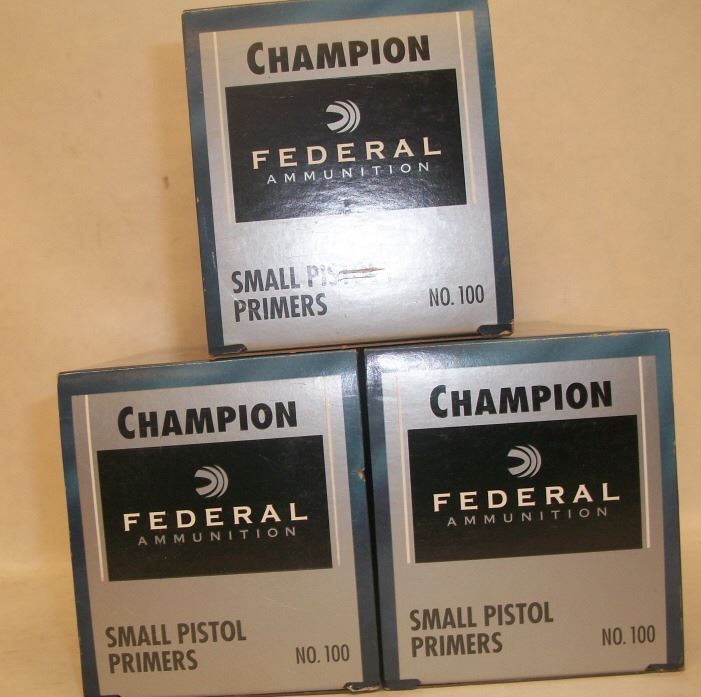 CHAMPION
FEDERAL
AMMUNITION
SMALL PISTOL
PRIMERS
NO. 100
CHAMPION
FEDERAL
AMMUNITION
SMALL PISTOL
PRIMERS
NO. 100
CHAMPION
FEDERAL
AMMUNITION
SMALL PISTOL
PRIMERS
NO. 100